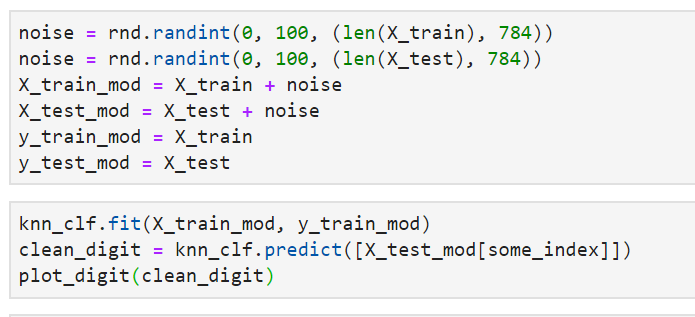 noise = rnd.randint(0, 100, (len(X_train), 784))
noise = rnd.randint(0, 100, (len(X_test), 784))
X_train_mod = X_train + noise
X_test_mod = X_test + noise
y_train_mod = X_train
y_test_mod = X_test
knn_clf.fit(X_train_mod, y_train_mod)
clean_digit = knn_clf.predict([X_test_mod[some_index]])
plot_digit(clean_digit)